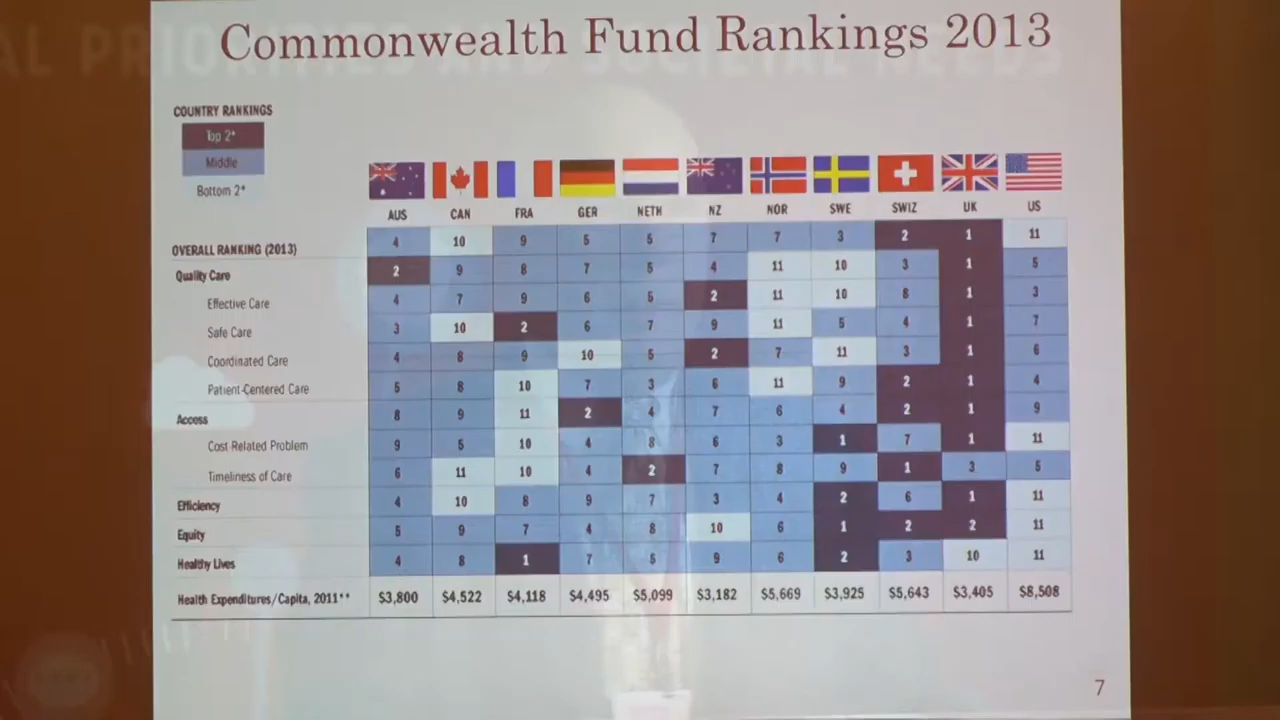 AL PRIORITIES AND SOCIETAL NEEDS
Commonwealth Fund Rankings 2013
COUNTRY RANKINGS
Top 2*
Middle
Bottom 2*
AUS CAN FRA GER NETH NZ NOR SWE SWIZ UK US
OVERALL RANKING (2013) 4 10 9 5 5 7 7 3 2 1 11
Quality Care 2 9 8 7 5 4 11 10 3 1 5
Effective Care 4 7 9 6 5 2 11 10 8 1 3
Safe Care 3 10 2 6 7 9 11 5 4 1 7
Coordinated Care 4 8 9 10 5 2 7 11 3 1 6
Patient-Centered Care 5 8 10 7 3 6 11 9 2 1 4
Access 8 9 11 2 4 7 6 4 2 1 9
Cost-Related Problem 9 5 10 4 8 6 3 1 7 1 11
Timeliness of Care 6 11 10 4 2 7 8 9 1 3 5
Efficiency 4 10 8 9 7 3 4 2 6 1 11
Equity 5 9 7 4 8 10 6 1 2 2 11
Healthy Lives 4 8 1 7 5 9 6 2 3 10 11
Health Expenditures/Capita, 2011** $3,800 $4,522 $4,118 $4,495 $5,099 $3,182 $5,669 $3,925 $5,643 $3,405 $8,508
7